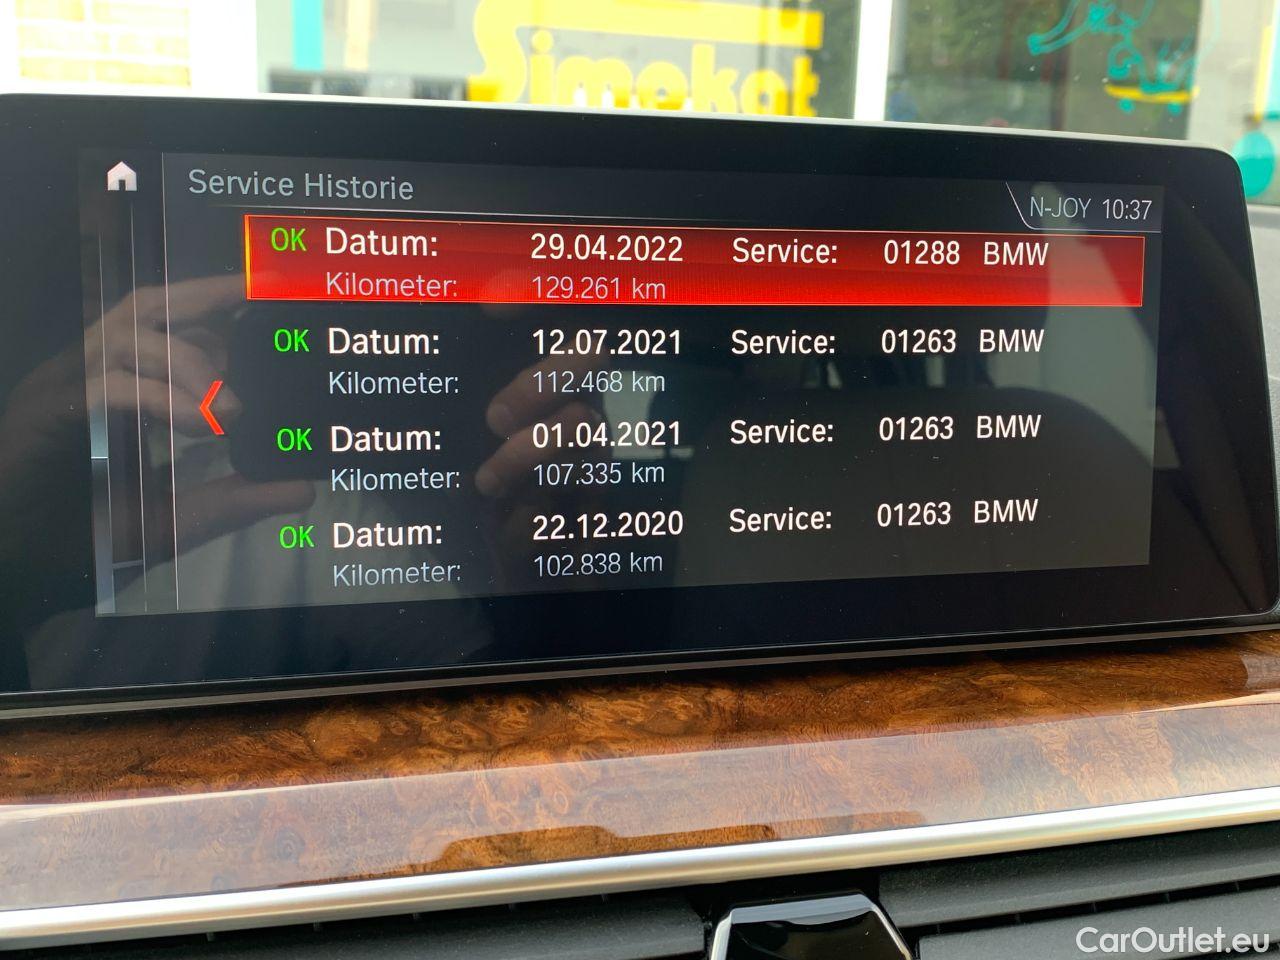 Simekat
Service Historie
N-JOY 10:37
OK Datum: 29.04.2022 Service: 01288 BMW
Kilometer: 129.261 km
OK Datum: 12.07.2021 Service: 01263 BMW
Kilometer: 112.468 km
OK Datum: 01.04.2021 Service: 01263 BMW
Kilometer: 107.335 km
OK Datum: 22.12.2020 Service: 01263 BMW
Kilometer: 102.838 km
CarOutlet.eu